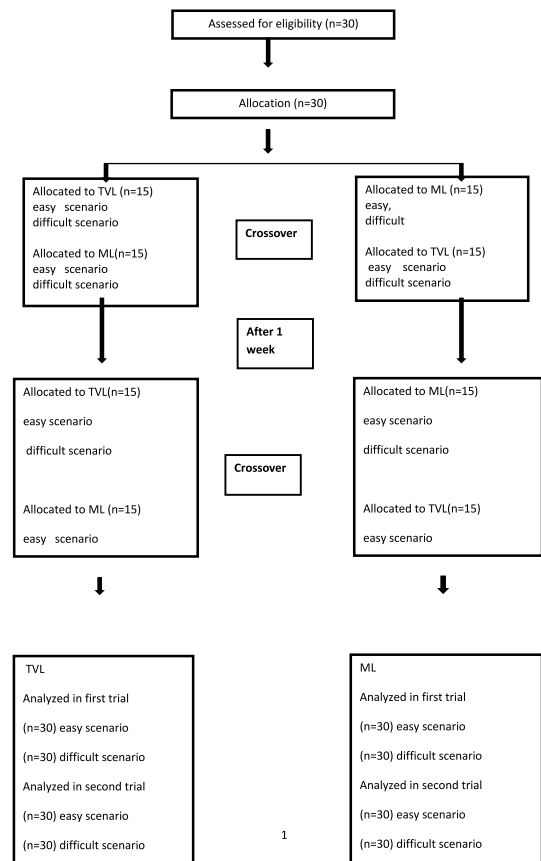 Assessed for eligibility (n=30)
Allocation (n=30)
Allocated to TVL (n=15)
easy scenario
difficult scenario
Allocated to ML(n=15)
easy scenario
difficult scenario
Crossover
Allocated to ML (n=15)
easy,
difficult
Allocated to TVL (n=15)
easy scenario
difficult scenario
After 1
week
Allocated to TVL(n=15)
easy scenario
difficult scenario
Allocated to ML (n=15)
easy scenario
Crossover
Allocated to ML(n=15)
easy scenario
difficult scenario
Allocated to TVL(n=15)
easy scenario
TVL
Analyzed in first trial
(n=30) easy scenario
(n=30) difficult scenario
Analyzed in second trial
(n=30) easy scenario
(n=30) difficult scenario
ML
Analyzed in first trial
(n=30) easy scenario
(n=30) difficult scenario
Analyzed in second trial
(n=30) easy scenario
(n=30) difficult scenario
1